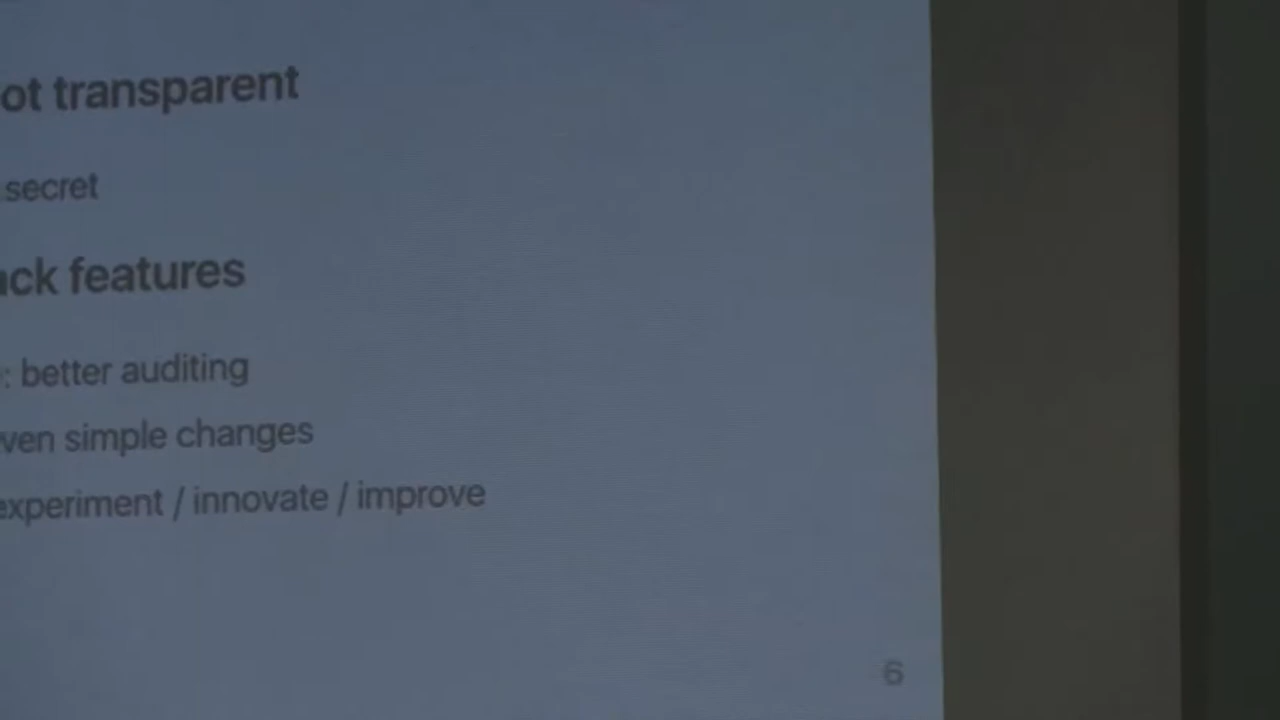 ot transparent
secret
ck features
: better auditing
ven simple changes
experiment / innovate / improve
6